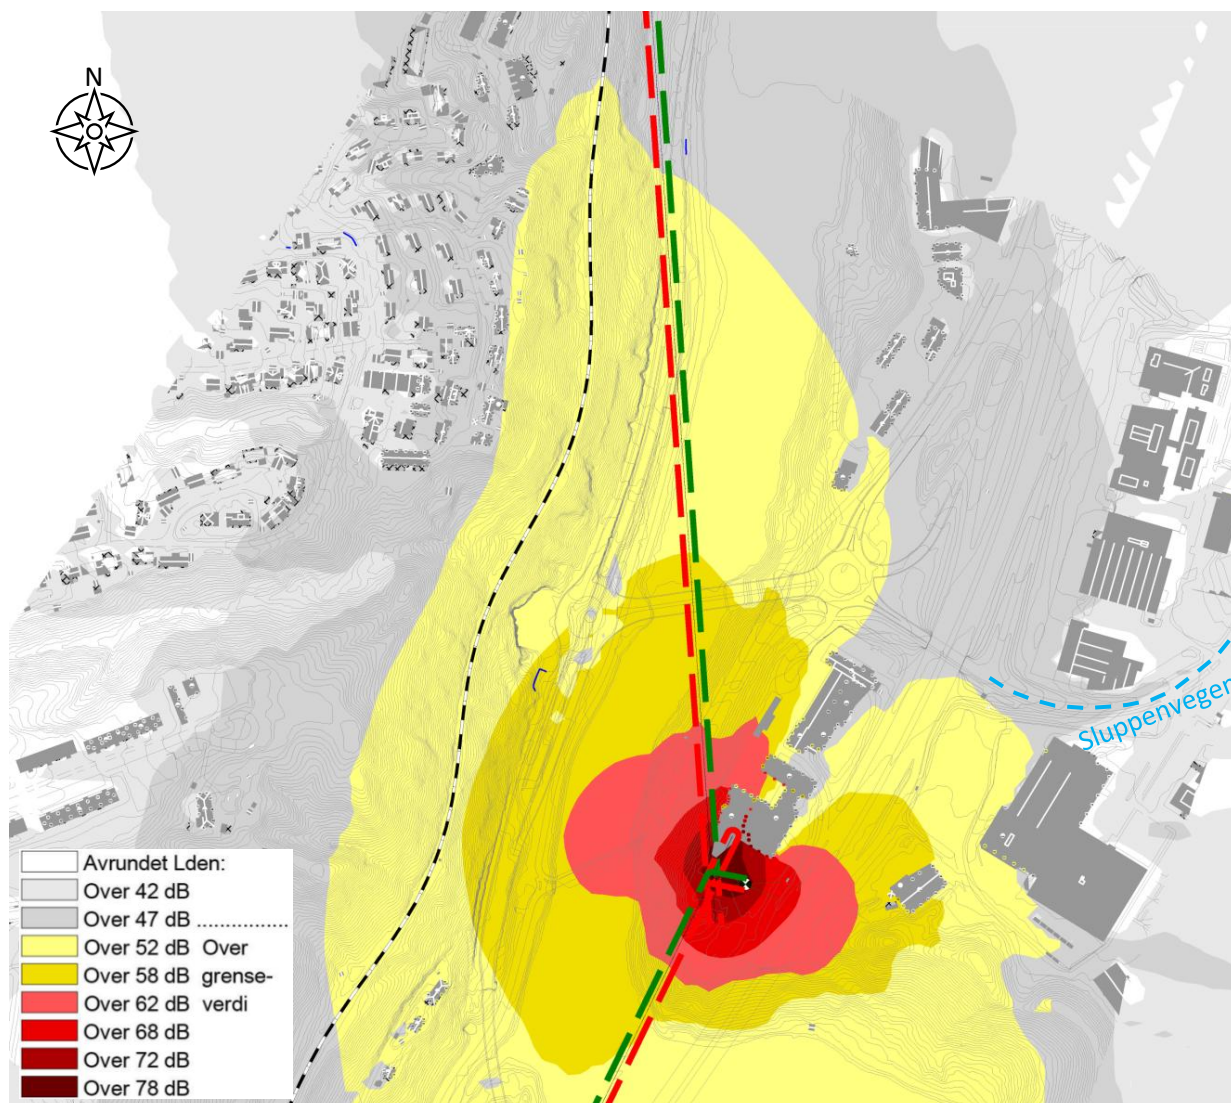 N
Sluppenvegen
Avrundet Lden:
Over 42 dB
Over 47 dB ...................
Over 52 dB Over
Over 58 dB grense-
Over 62 dB verdi
Over 68 dB
Over 72 dB
Over 78 dB